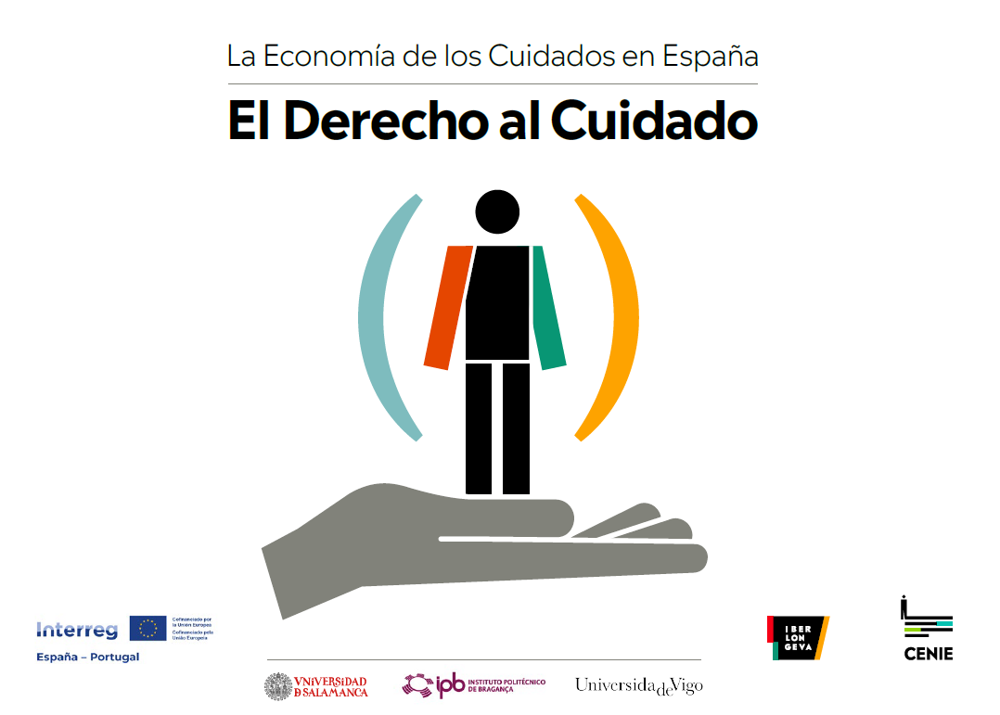 La Economía de los Cuidados en España
El Derecho al Cuidado
Interreg
Cofinanciado por
la Unión Europea
Cofinanciado pela
União Europeia
España – Portugal
IBER
LON
GEVA
CENIE
VNiVERSiDAD
D SALAMANCA
ipb
INSTITUTO POLITÉCNICO
DE BRAGANÇA
UniversidadeVigo